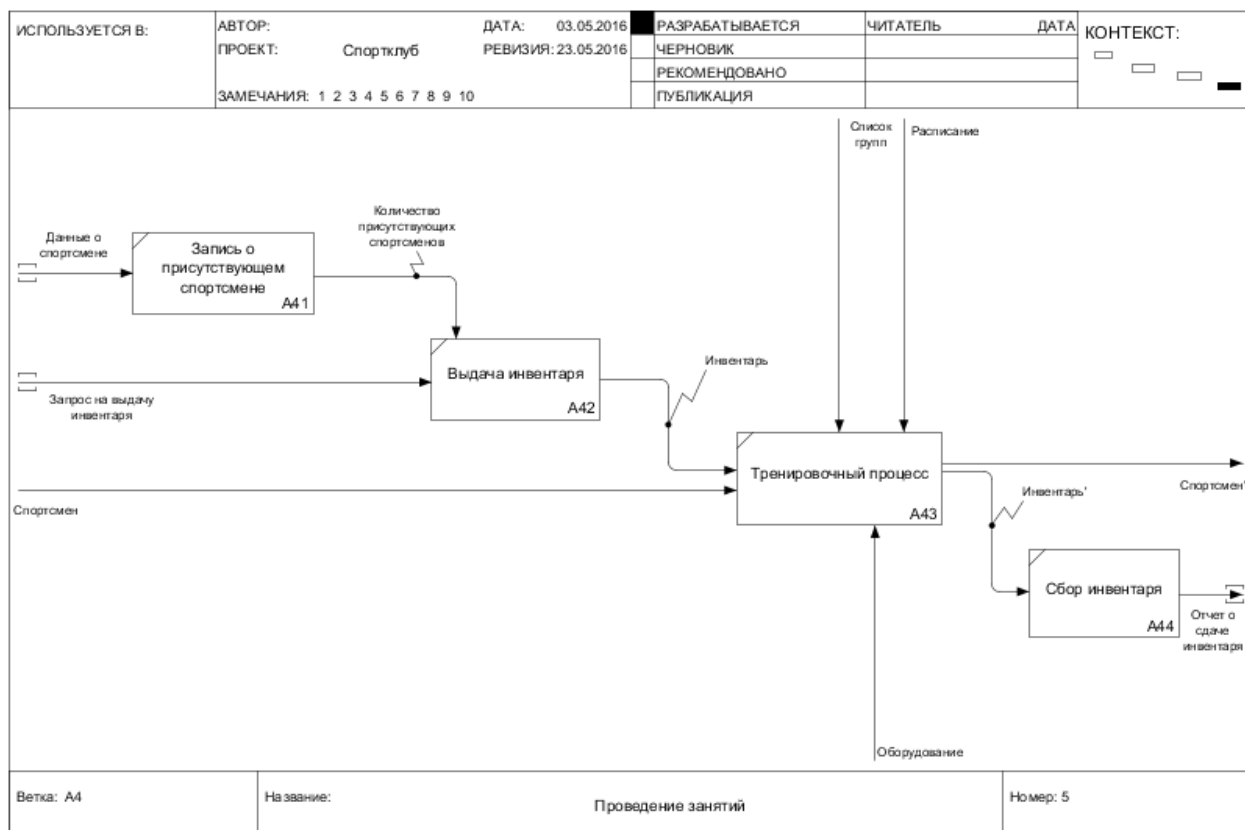 ИСПОЛЬЗУЕТСЯ В:
АВТОР:
ДАТА: 03.05.2016
ПРОЕКТ: Спортклуб
РЕВИЗИЯ: 23.05.2016
ЗАМЕЧАНИЯ: 1 2 3 4 5 6 7 8 9 10
РАЗРАБАТЫВАЕТСЯ
ЧЕРНОВИК
РЕКОМЕНДОВАНО
ПУБЛИКАЦИЯ
ЧИТАТЕЛЬ
ДАТА
КОНТЕКСТ:
Список
групп
Расписание
Количество
присутствующих
спортсменов
Данные о
спортсмене
Запись о
присутствующем
спортсмене
A41
Инвентарь
Выдача инвентаря
A42
Запрос на выдачу
инвентаря
Тренировочный процесс
A43
Спортсмен
Спортсмен'
Инвентарь'
Сбор инвентаря
A44
Отчет о
сдаче
инвентаря
Оборудование
Ветка: A4
Название:
Проведение занятий
Номер: 5